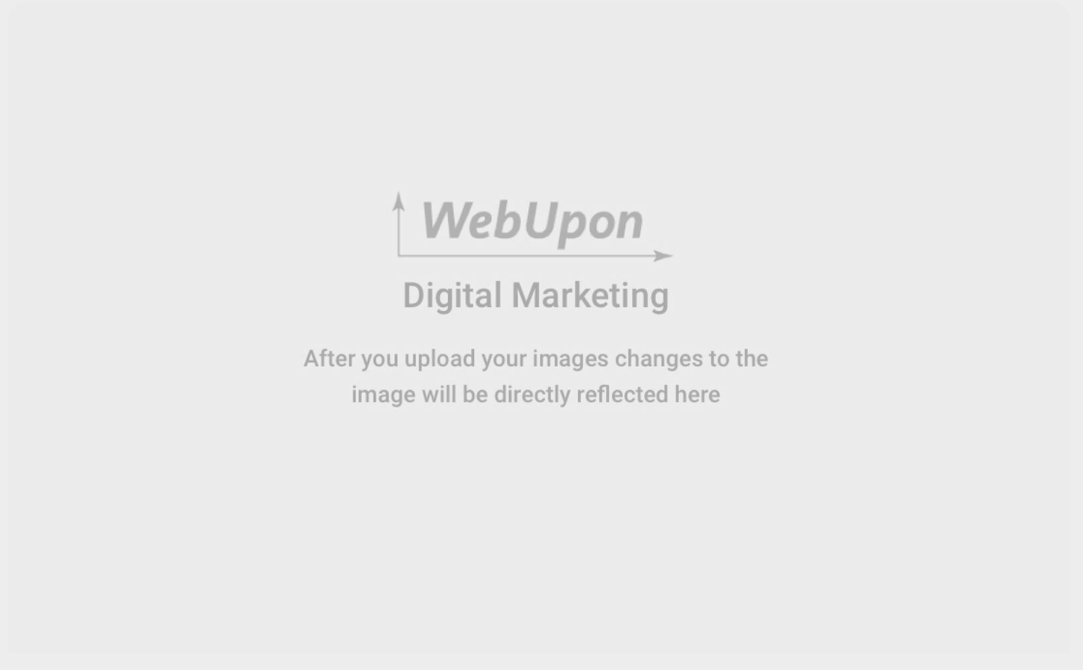 WebUpon
Digital Marketing
After you upload your images changes to the
image will be directly reflected here